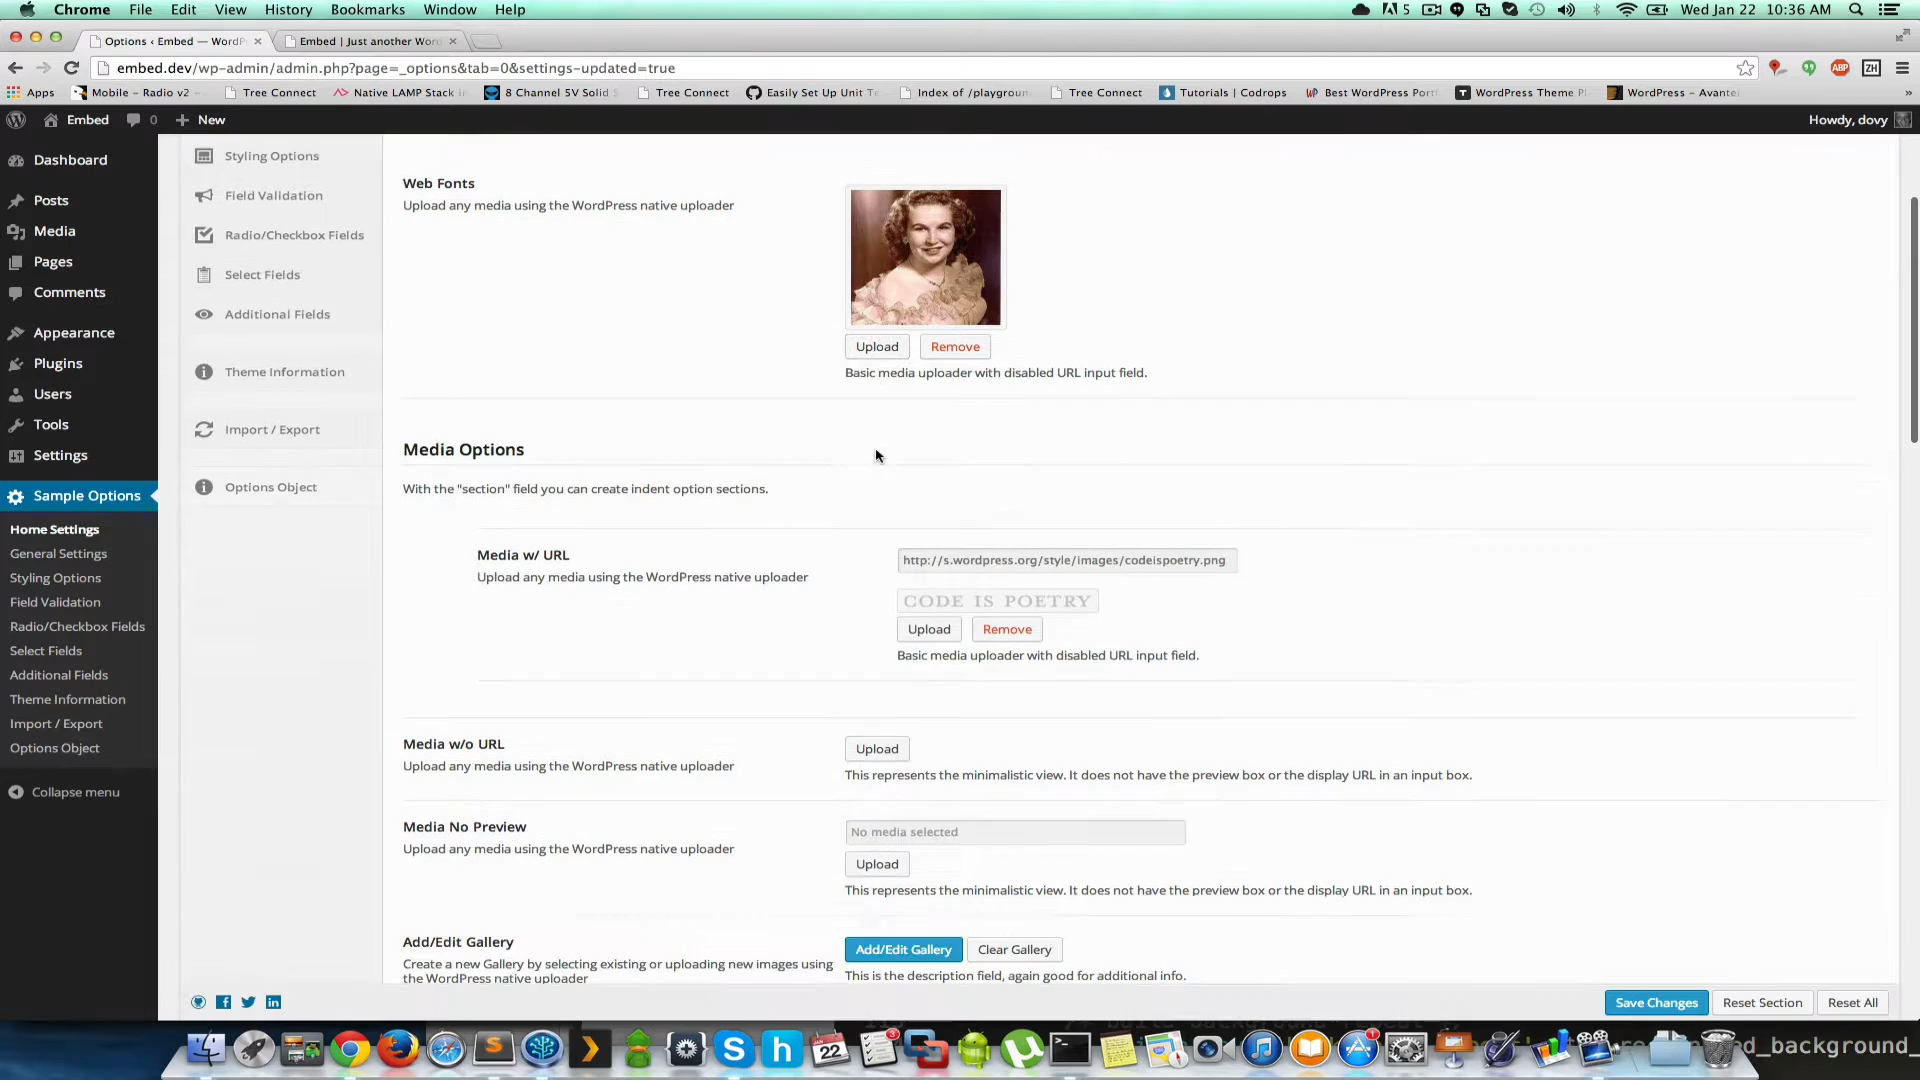 Chrome File Edit View History Bookmarks Window Help 5 Wed Jan 22 10:36 AM
Options ‹ Embed — WordP Embed | Just another Wor
embed.dev/wp-admin/admin.php?page=_options&tab=0&settings-updated=true ABP ZH
Apps Mobile – Radio v2 – Tree Connect Native LAMP Stack i 8 Channel 5V Solid S Tree Connect Easily Set Up Unit Te Index of /playgroun Tree Connect Tutorials | Codrops Best WordPress Port WordPress Theme Pl WordPress – Avante »
Embed 0 + New Howdy, dovy
Dashboard
Posts
Media
Pages
Comments
Appearance
Plugins
Users
Tools
Settings
Sample Options
Home Settings
General Settings
Styling Options
Field Validation
Radio/Checkbox Fields
Select Fields
Additional Fields
Theme Information
Import / Export
Options Object
Collapse menu
Styling Options
Field Validation
Radio/Checkbox Fields
Select Fields
Additional Fields
Theme Information
Import / Export
Options Object
Web Fonts
Upload any media using the WordPress native uploader
Upload Remove
Basic media uploader with disabled URL input field.
Media Options
With the "section" field you can create indent option sections.
Media w/ URL
Upload any media using the WordPress native uploader
http://s.wordpress.org/style/images/codeispoetry.png
CODE IS POETRY
Upload Remove
Basic media uploader with disabled URL input field.
Media w/o URL
Upload any media using the WordPress native uploader
Upload
This represents the minimalistic view. It does not have the preview box or the display URL in an input box.
Media No Preview
Upload any media using the WordPress native uploader
No media selected
Upload
This represents the minimalistic view. It does not have the preview box or the display URL in an input box.
Add/Edit Gallery
Create a new Gallery by selecting existing or uploading new images using
the WordPress native uploader
Add/Edit Gallery Clear Gallery
This is the description field, again good for additional info.
Save Changes Reset Section Reset All
22 3 1
ed_background_